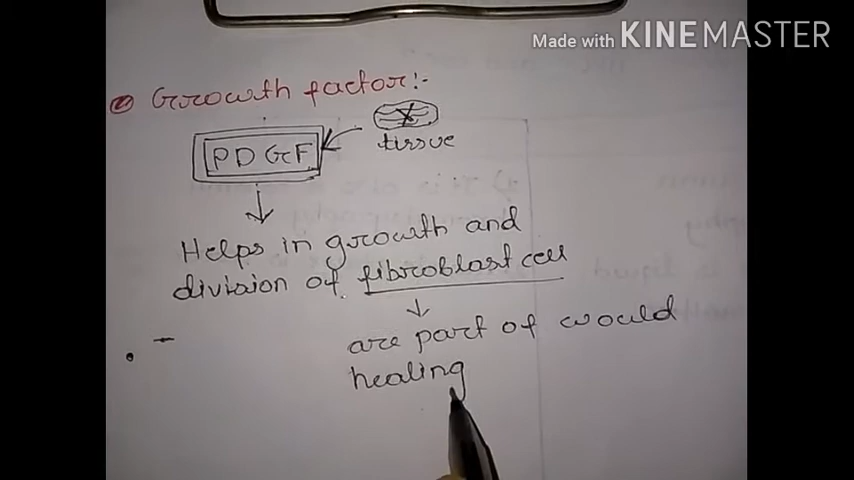 Made with KINEMASTER
Growth factor:-
tissue
PDGF
Helps in growth and
division of fibroblast cell
are part of would
healing